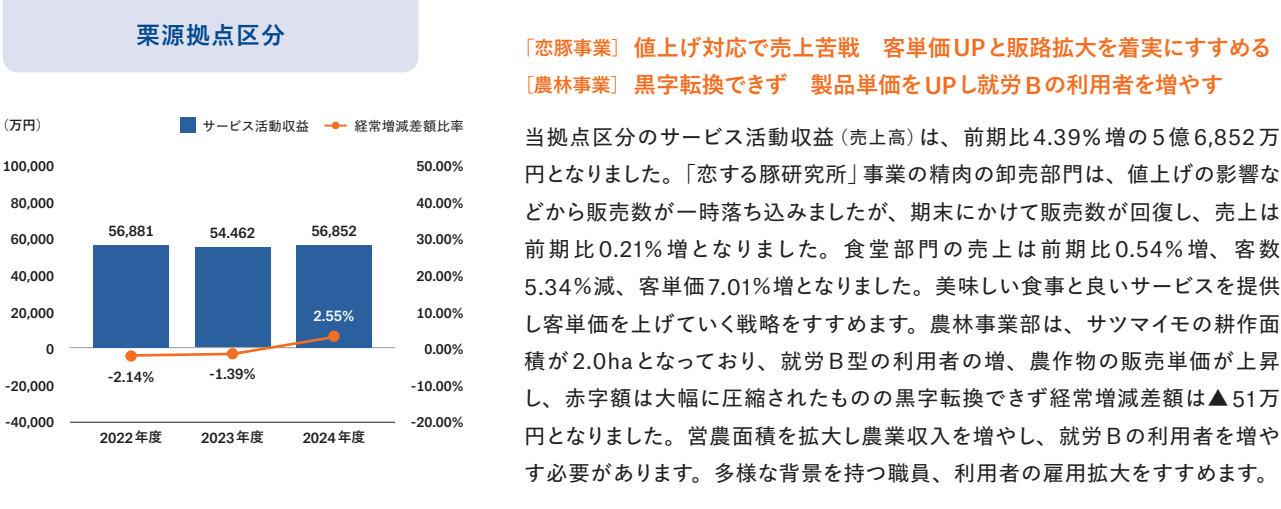 栗源拠点区分
(万円)
サービス活動収益 経常増減差額比率
100,000 50.00%
80,000 40.00%
60,000 30.00%
40,000 20.00%
20,000 10.00%
0 0.00%
-20,000 -10.00%
-40,000 -20.00%
56,881 54.462 56,852
2.55%
-2.14% -1.39%
2022年度 2023年度 2024年度
[恋豚事業] 値上げ対応で売上苦戦 客単価UPと販路拡大を着実にすすめる
[農林事業] 黒字転換できず 製品単価をUPし就労Bの利用者を増やす
当拠点区分のサービス活動収益(売上高)は、前期比4.39%増の5億6,852万
円となりました。「恋する豚研究所」事業の精肉の卸売部門は、値上げの影響な
どから販売数が一時落ち込みましたが、期末にかけて販売数が回復し、売上は
前期比0.21%増となりました。食堂部門の売上は前期比0.54%増、客数
5.34%減、客単価7.01%増となりました。美味しい食事と良いサービスを提供
し客単価を上げていく戦略をすすめます。農林事業部は、サツマイモの耕作面
積が2.0haとなっており、就労B型の利用者の増、農作物の販売単価が上昇
し、赤字額は大幅に圧縮されたものの黒字転換できず経常増減差額は▲51万
円となりました。営農面積を拡大し農業収入を増やし、就労Bの利用者を増や
す必要があります。多様な背景を持つ職員、利用者の雇用拡大をすすめます。